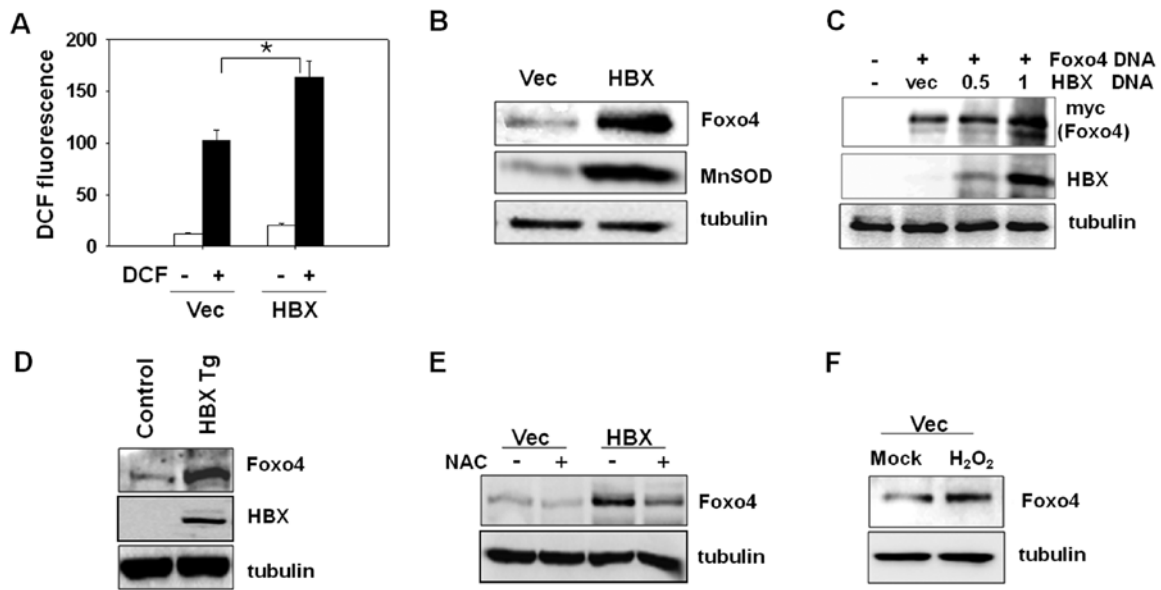 A
200
150
100
50
0
DCF fluorescence
*
DCF - + - +
Vec HBX
B
Vec HBX
Foxo4
MnSOD
tubulin
C
- + + + Foxo4 DNA
- vec 0.5 1 HBX DNA
myc
(Foxo4)
HBX
tubulin
D
Control
HBX Tg
Foxo4
HBX
tubulin
E
Vec HBX
NAC - + - +
Foxo4
tubulin
F
Vec
Mock H₂O₂
Foxo4
tubulin